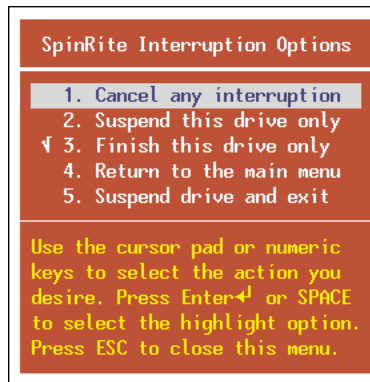 SpinRite Interruption Options
1. Cancel any interruption
2. Suspend this drive only
√ 3. Finish this drive only
4. Return to the main menu
5. Suspend drive and exit
Use the cursor pad or numeric
keys to select the action you
desire. Press Enter◄┘ or SPACE
to select the highlight option.
Press ESC to close this menu.